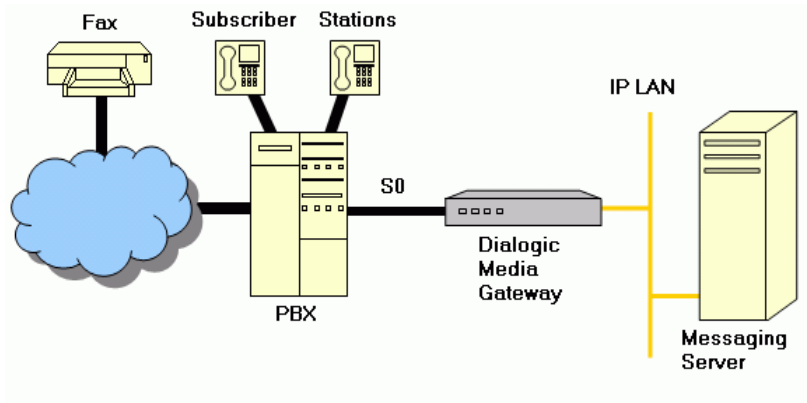 Fax
Subscriber Stations
IP LAN
S0
Dialogic
Media
Gateway
PBX
Messaging
Server